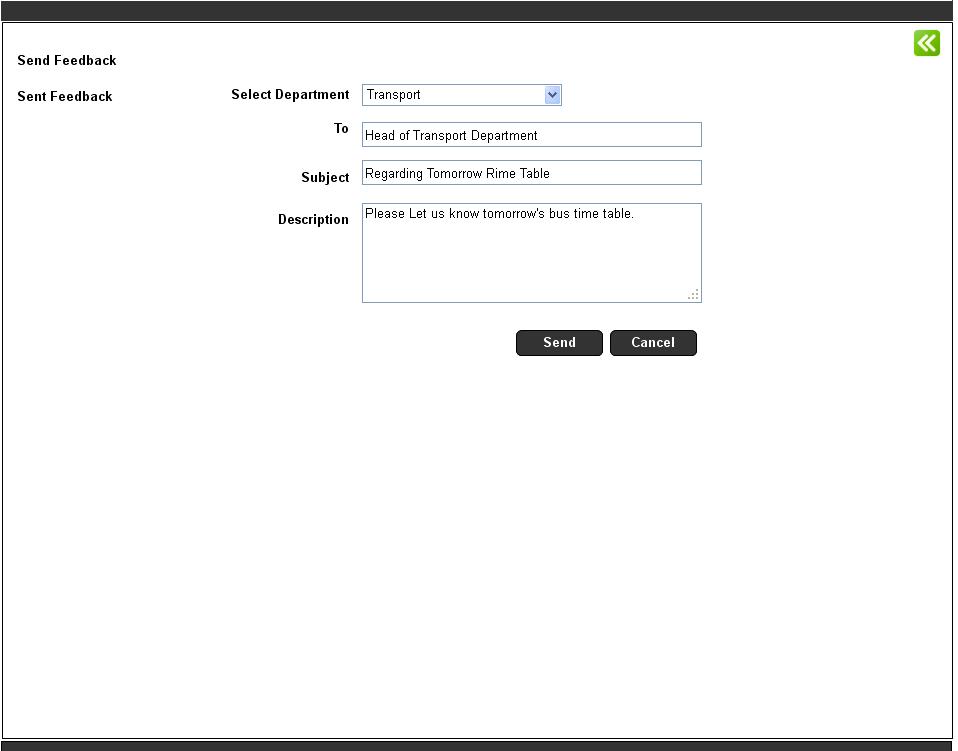 Send Feedback
Sent Feedback
Select Department
Transport
To
Head of Transport Department
Subject
Regarding Tomorrow Rime Table
Description
Please Let us know tomorrow's bus time table.
Send
Cancel